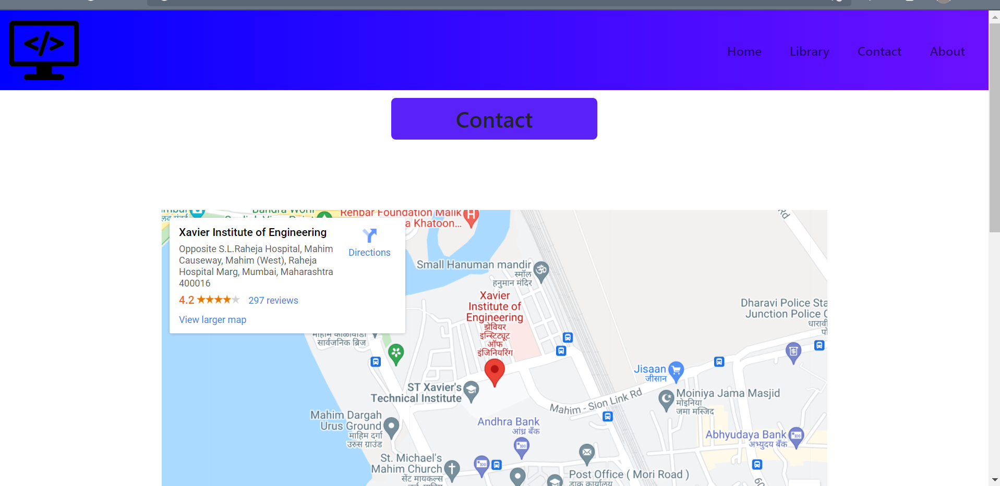 </>
Home Library Contact About
Contact
Rehbar Foundation Malik
a Khatoon...
Xavier Institute of Engineering
Opposite S.L.Raheja Hospital, Mahim
Causeway, Mahim (West), Raheja
Hospital Marg, Mumbai, Maharashtra
400016
Directions
4.2
297 reviews
View larger map
Rd
Small Hanuman mandir
स्मॉल
हनुमान मंदिर
Xavier
Institute of
Engineering
झेवियर
इन्स्टिट्यूट
ऑफ
इंजिनियरिंग
Dharavi Police Sta
Junction Police
धारावी
सार्वजनिक ब्रिज
Jisaan
जीसान
ST Xavier's
Technical Institute
Mahim - Sion Link Rd
Moiniya Jama Masjid
मोइनिया
जमा मस्जिद
Mahim Dargah
Urus Ground
माहिम दर्गा
उरुस ग्राउंड
Andhra Bank
आंध्र बँक
Abhyudaya Bank
अभ्युदय बँक
St. Michael's
Mahim Church
सेंट मायकल्स
Post Office ( Mori Road )
डाक कार्यालय